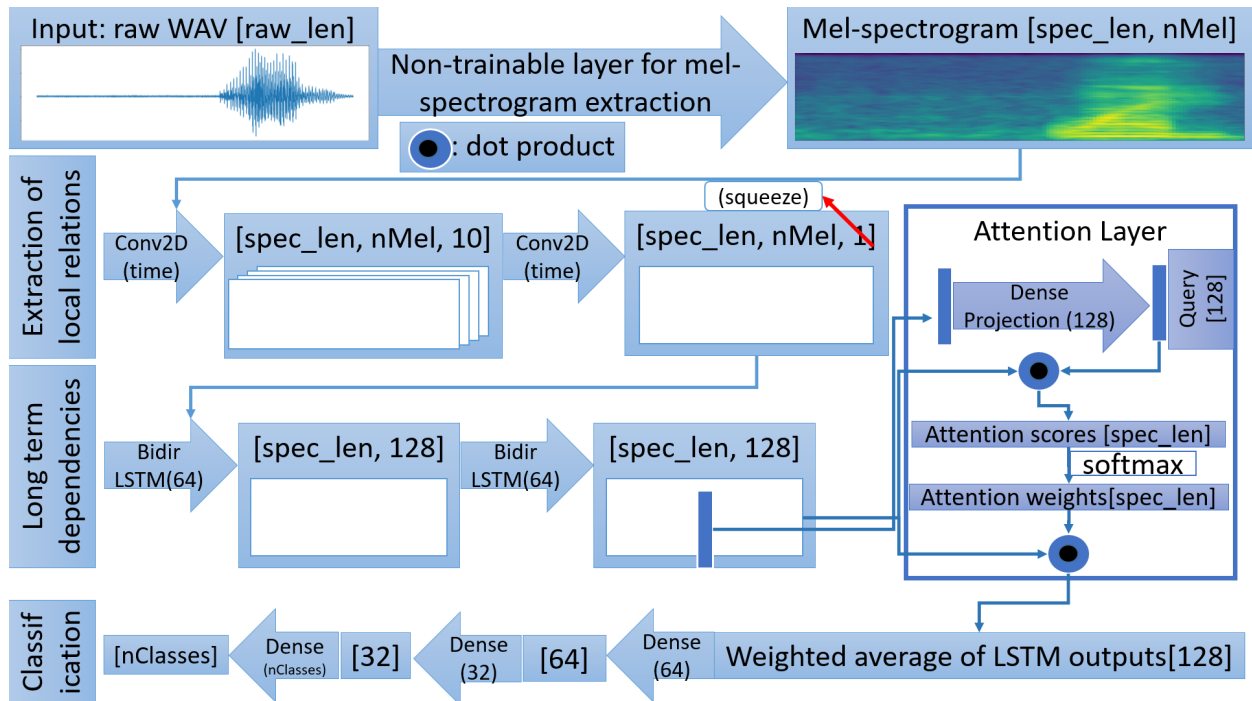 Input: raw WAV [raw_len]
Non-trainable layer for mel-
spectrogram extraction
: dot product
Mel-spectrogram [spec_len, nMel]
Extraction of
local relations
Conv2D
(time)
[spec_len, nMel, 10]
Conv2D
(time)
(squeeze)
[spec_len, nMel, 1]
Attention Layer
Dense
Projection (128)
Query
[128]
Attention scores [spec_len]
softmax
Attention weights[spec_len]
Long term
dependencies
Bidir
LSTM(64)
[spec_len, 128]
Bidir
LSTM(64)
[spec_len, 128]
Classif
ication
[nClasses]
Dense
(nClasses)
[32]
Dense
(32)
[64]
Dense
(64)
Weighted average of LSTM outputs[128]